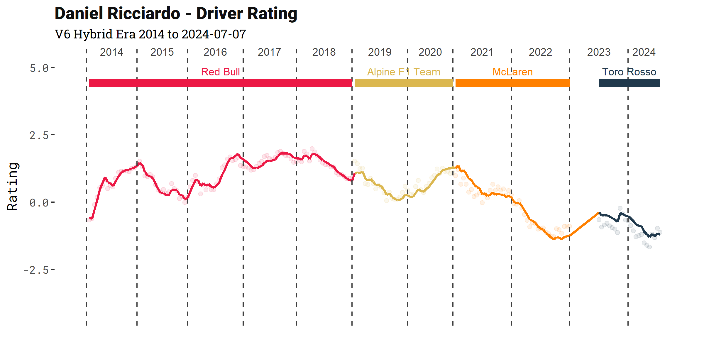 Daniel Ricciardo - Driver Rating
V6 Hybrid Era 2014 to 2024-07-07
2014 2015 2016 2017 2018 2019 2020 2021 2022 2023 2024
Red Bull Alpine F1 Team McLaren Toro Rosso
5.0
2.5
0.0
-2.5
Rating